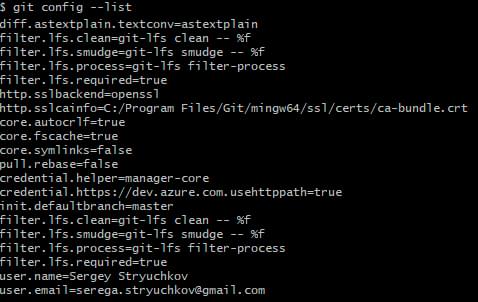 $ git config --list
diff.astextplain.textconv=astextplain
filter.lfs.clean=git-lfs clean -- %f
filter.lfs.smudge=git-lfs smudge -- %f
filter.lfs.process=git-lfs filter-process
filter.lfs.required=true
http.sslbackend=openssl
http.sslcainfo=C:/Program Files/Git/mingw64/ssl/certs/ca-bundle.crt
core.autocrlf=true
core.fscache=true
core.symlinks=false
pull.rebase=false
credential.helper=manager-core
credential.https://dev.azure.com.usehttppath=true
init.defaultbranch=master
filter.lfs.clean=git-lfs clean -- %f
filter.lfs.smudge=git-lfs smudge -- %f
filter.lfs.process=git-lfs filter-process
filter.lfs.required=true
user.name=Sergey Stryuchkov
user.email=serega.stryuchkov@gmail.com